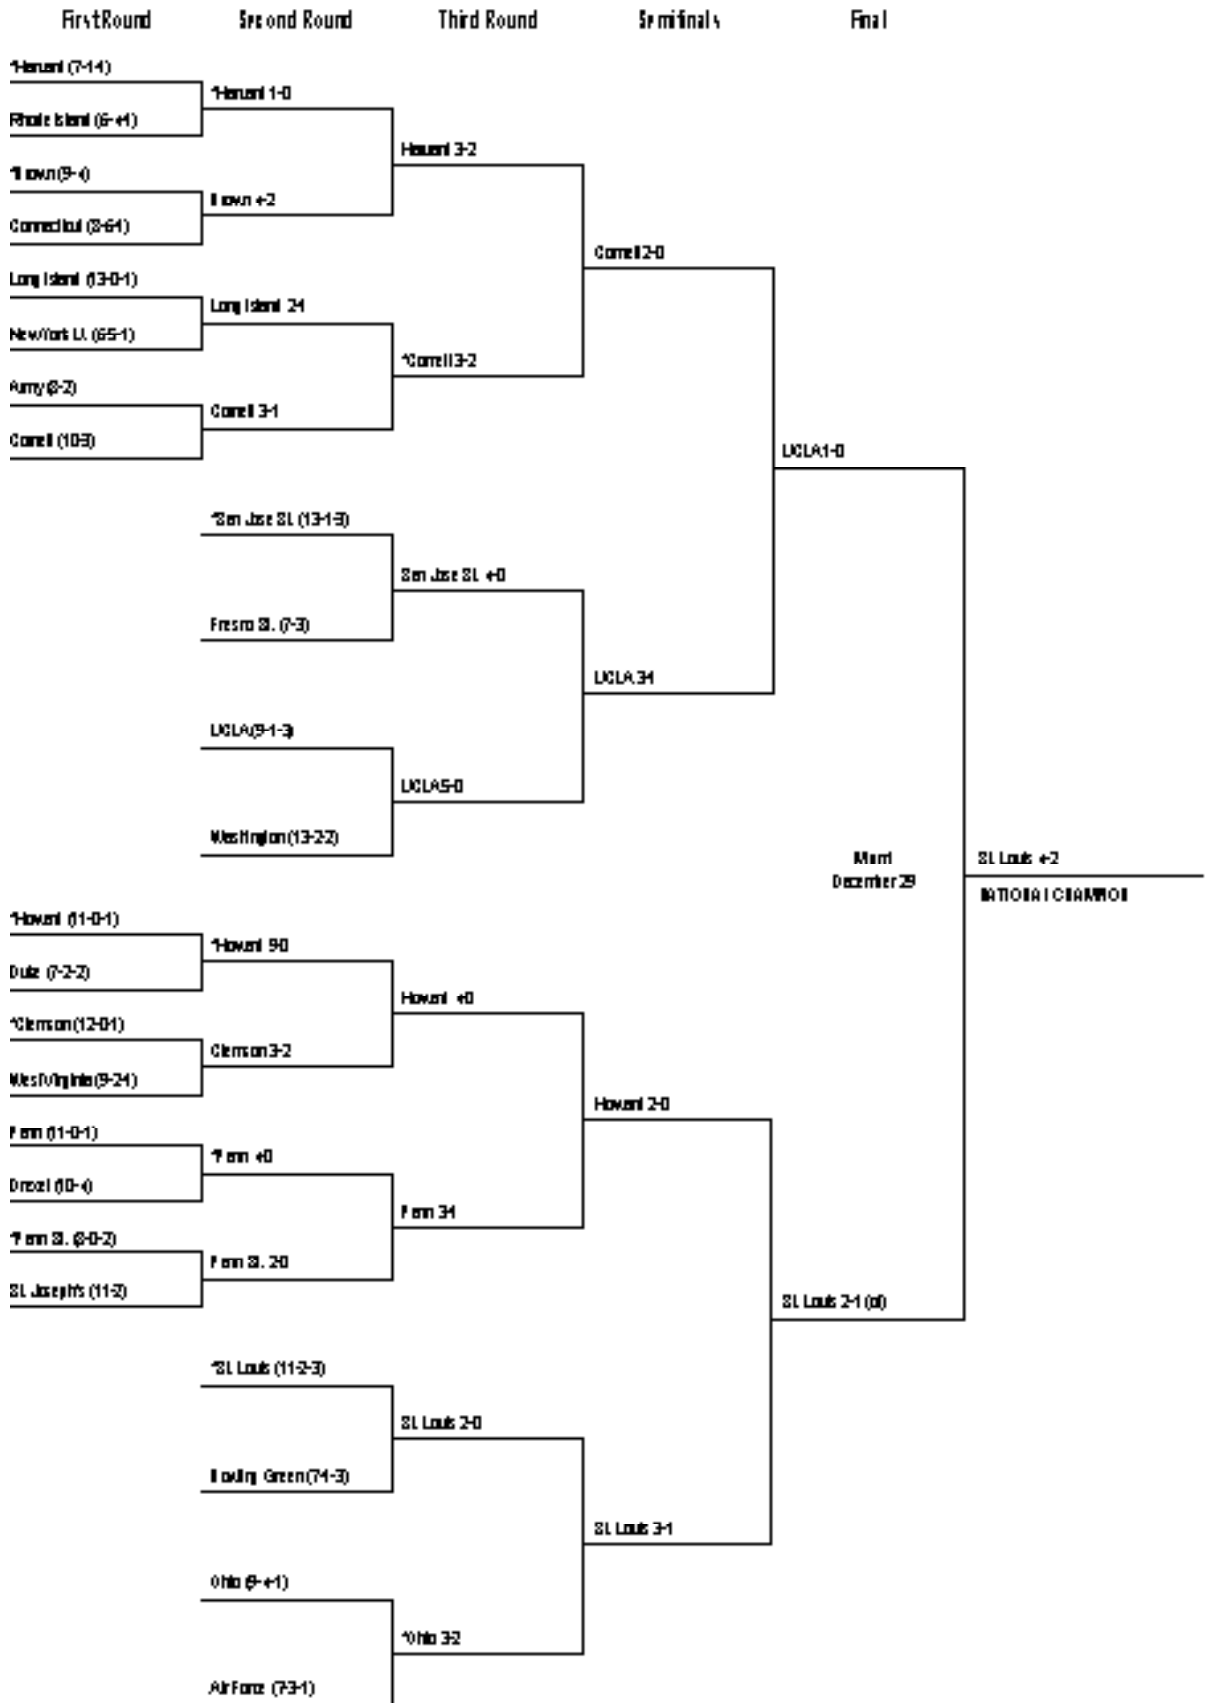 First Round
Second Round
Third Round
Semifinals
Final
*Harvard (7-1-1)
*Harvard 1-0
Rhode Island (6-4-1)
Harvard 3-2
*Brown (9-4)
Brown 4-2
Connecticut (8-6-1)
Cornell 2-0
Long Island (13-0-1)
Long Island 2-1
New York U. (6-5-1)
*Cornell 3-2
Army (8-2)
Cornell 3-1
Cornell (10-3)
UCLA 1-0
*San Jose St. (13-1-3)
San Jose St. 4-0
Fresno St. (7-3)
UCLA 3-1
UCLA (9-1-3)
UCLA 5-0
Washington (13-2-2)
Miami
December 29
St. Louis 4-2
NATIONAL CHAMPION
*Howard (11-0-1)
*Howard 9-0
Duke (7-2-2)
Howard 4-0
*Clemson (12-0-1)
Clemson 3-2
West Virginia (9-2-1)
Howard 2-0
Penn (11-0-1)
*Penn 4-0
Drexel (10-4)
Penn 3-1
*Penn St. (8-0-2)
Penn St. 2-0
St. Joseph's (11-2)
St. Louis 2-1 (ot)
*St. Louis (11-2-3)
St. Louis 2-0
Bowling Green (7-4-3)
St. Louis 3-1
Ohio (9-4-1)
*Ohio 3-2
Air Force (7-3-1)